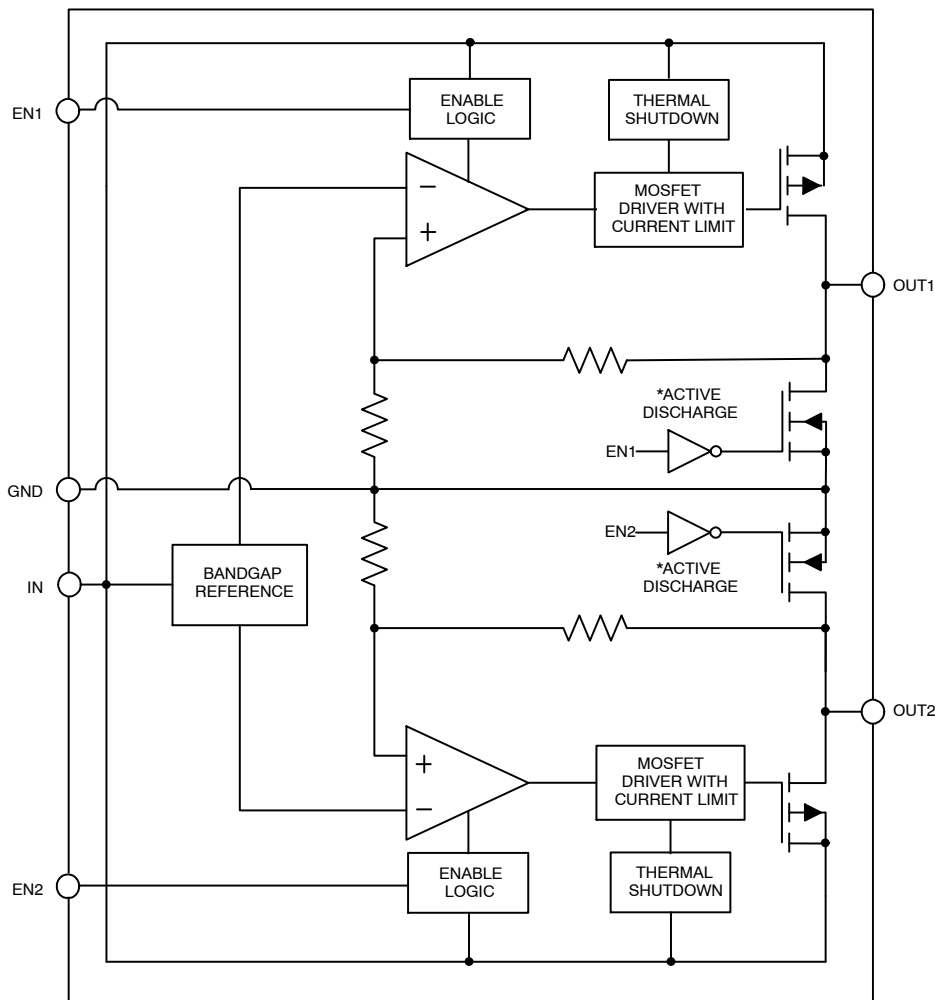 EN1
ENABLE
LOGIC
THERMAL
SHUTDOWN
−
+
MOSFET
DRIVER WITH
CURRENT LIMIT
OUT1
*ACTIVE
DISCHARGE
EN1
GND
EN2
*ACTIVE
DISCHARGE
IN
BANDGAP
REFERENCE
OUT2
+
−
MOSFET
DRIVER WITH
CURRENT LIMIT
EN2
ENABLE
LOGIC
THERMAL
SHUTDOWN